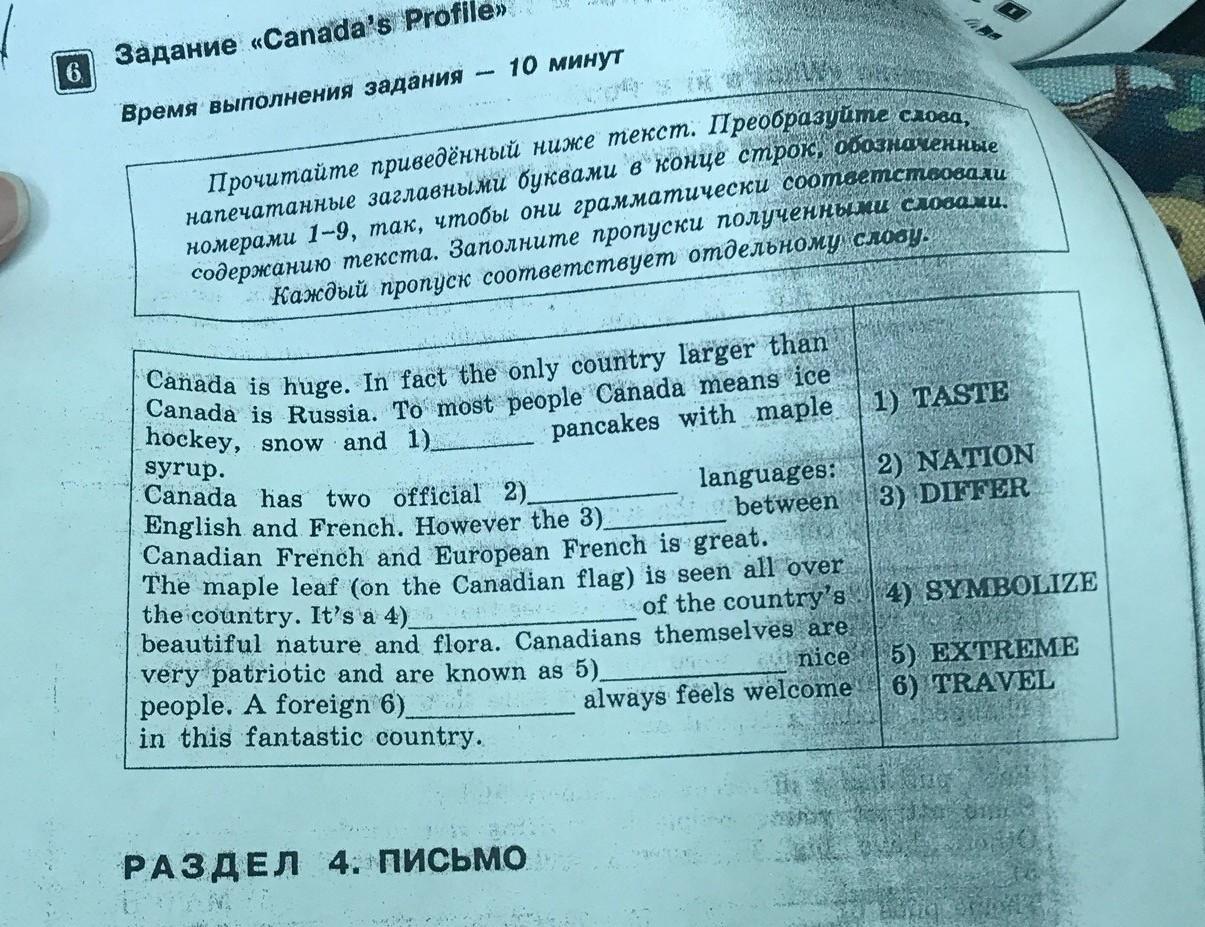 6 Задание «Canada's Profile»
Время выполнения задания — 10 минут
Прочитайте приведённый ниже текст. Преобразуйте слова,
напечатанные заглавными буквами в конце строк, обозначенные
номерами 1–9, так, чтобы они грамматически соответствовали
содержанию текста. Заполните пропуски полученными словами.
Каждый пропуск соответствует отдельному слову.
Canada is huge. In fact the only country larger than
Canada is Russia. To most people Canada means ice
hockey, snow and 1)________ pancakes with maple 1) TASTE
syrup.
Canada has two official 2)___________ languages: 2) NATION
English and French. However the 3)_________ between 3) DIFFER
Canadian French and European French is great.
The maple leaf (on the Canadian flag) is seen all over
the country. It's a 4)________________ of the country's 4) SYMBOLIZE
beautiful nature and flora. Canadians themselves are
very patriotic and are known as 5)_____________ nice 5) EXTREME
people. A foreign 6)____________ always feels welcome 6) TRAVEL
in this fantastic country.
РАЗДЕЛ 4. ПИСЬМО